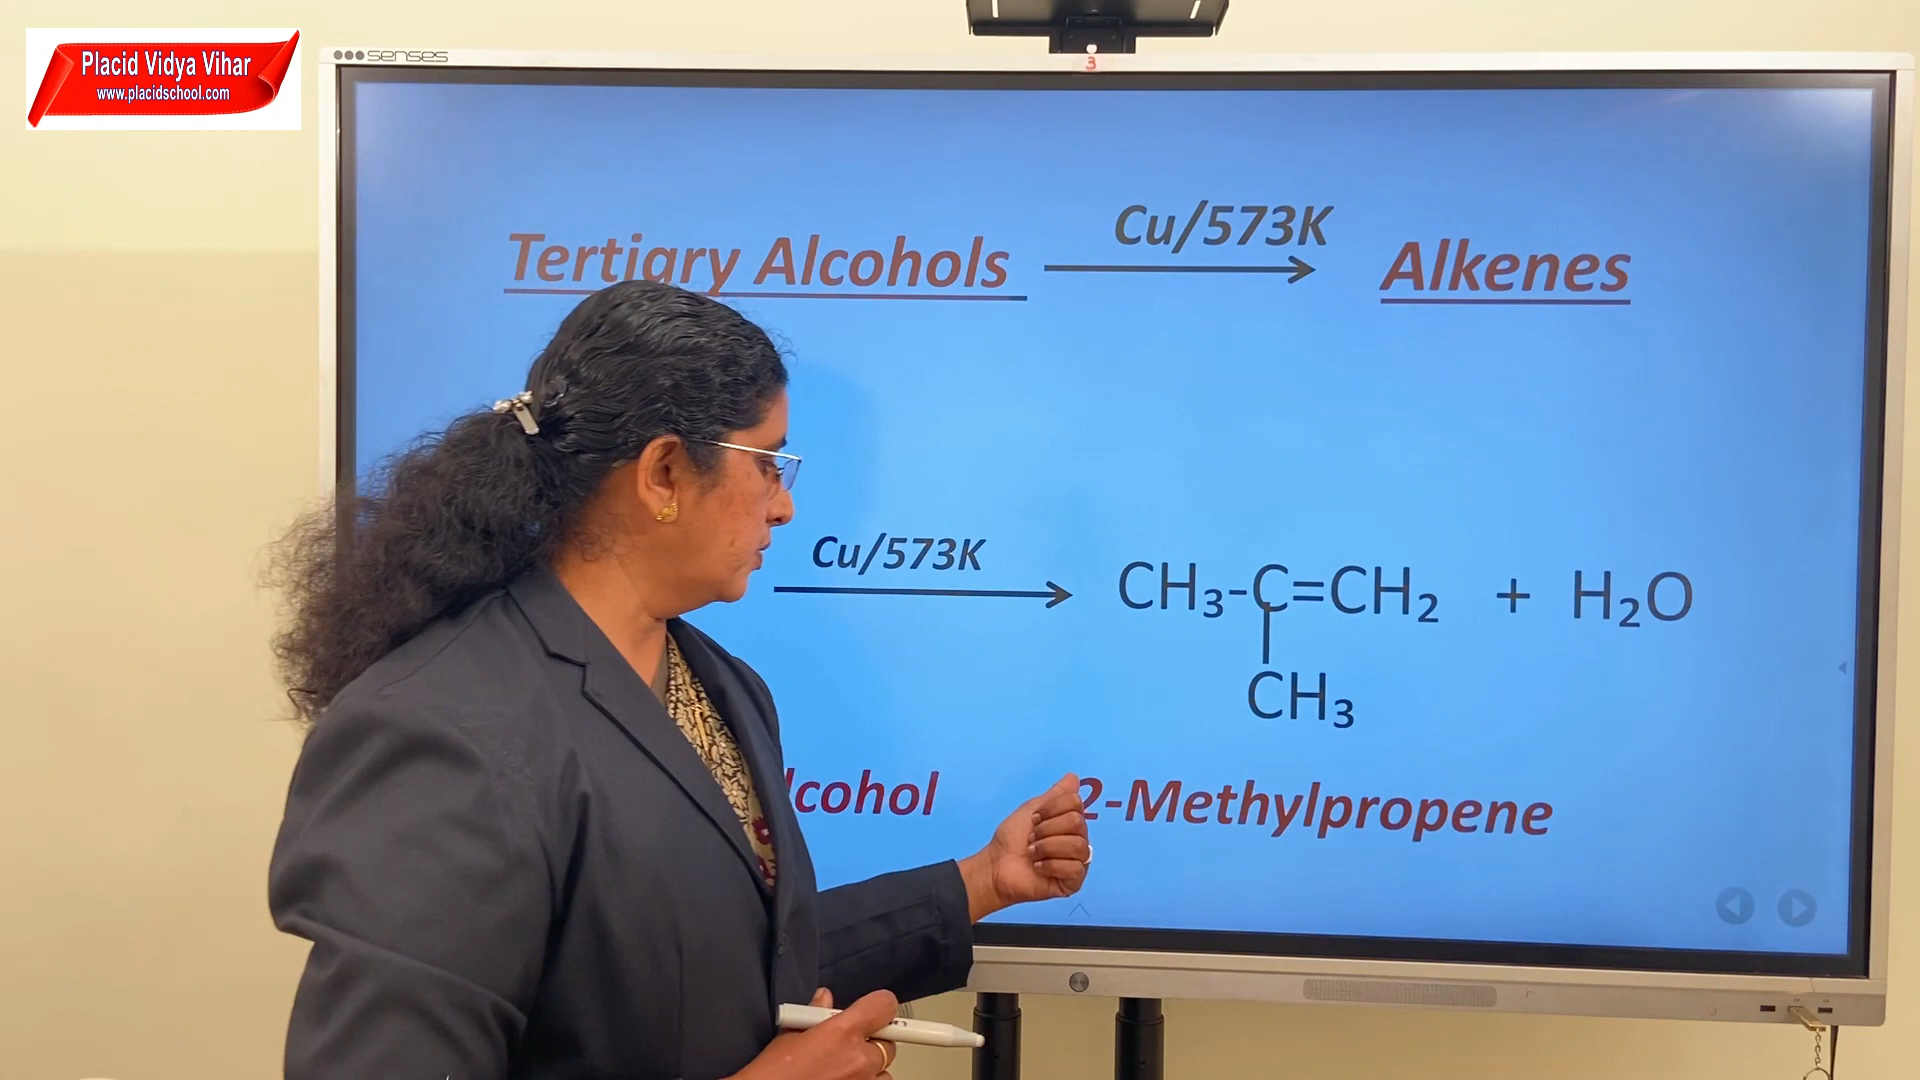 Placid Vidya Vihar
www.placidschool.com
senses
3
Tertiary Alcohols
Cu/573K
Alkenes
Cu/573K
CH₃-C=CH₂ + H₂O
CH₃
lcohol
2-Methylpropene